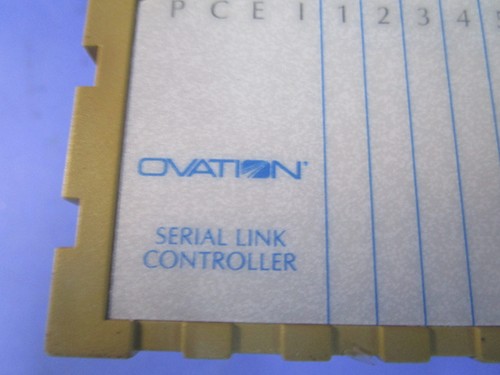 P C E I 1 2 3 4
OVATION
SERIAL LINK
CONTROLLER